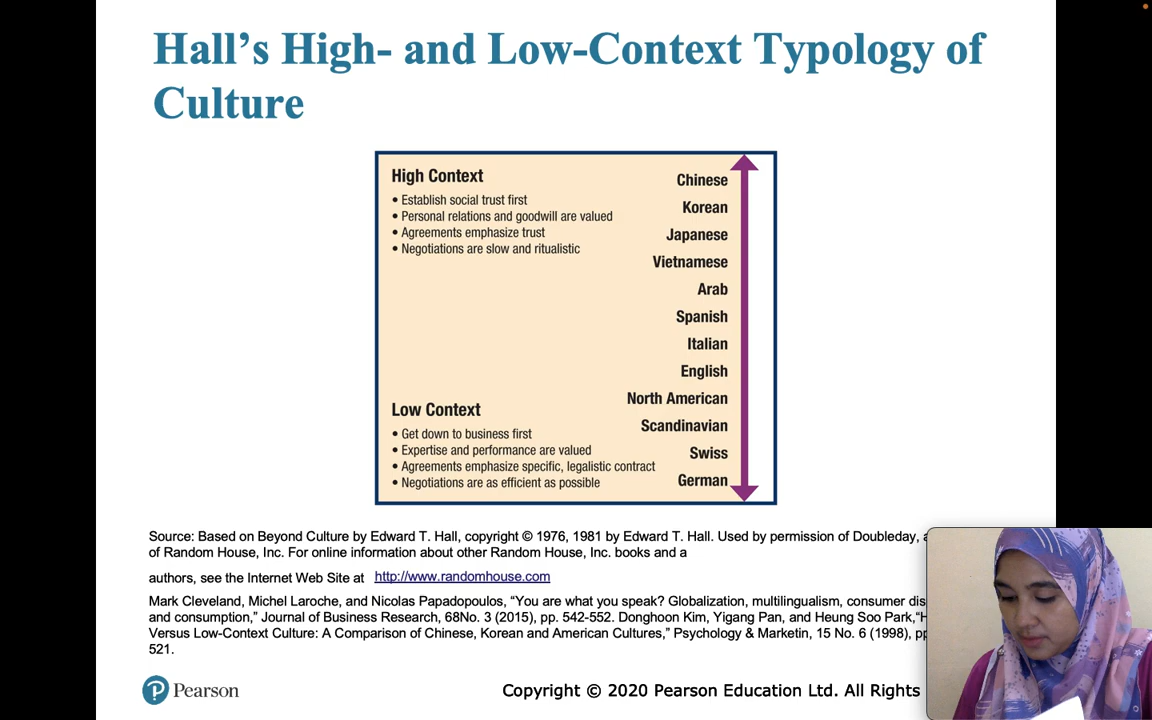 Hall's High- and Low-Context Typology of
Culture
High Context
• Establish social trust first
• Personal relations and goodwill are valued
• Agreements emphasize trust
• Negotiations are slow and ritualistic
Chinese
Korean
Japanese
Vietnamese
Arab
Spanish
Italian
English
North American
Scandinavian
Swiss
German
Low Context
• Get down to business first
• Expertise and performance are valued
• Agreements emphasize specific, legalistic contract
• Negotiations are as efficient as possible
Source: Based on Beyond Culture by Edward T. Hall, copyright © 1976, 1981 by Edward T. Hall. Used by permission of Doubleday,
of Random House, Inc. For online information about other Random House, Inc. books and a
authors, see the Internet Web Site at http://www.randomhouse.com
Mark Cleveland, Michel Laroche, and Nicolas Papadopoulos, “You are what you speak? Globalization, multilingualism, consumer
and consumption,” Journal of Business Research, 68No. 3 (2015), pp. 542-552. Donghoon Kim, Yigang Pan, and Heung Soo Park,“
Versus Low-Context Culture: A Comparison of Chinese, Korean and American Cultures,” Psychology & Marketin, 15 No. 6 (1998),
521.
P Pearson
Copyright © 2020 Pearson Education Ltd. All Rights